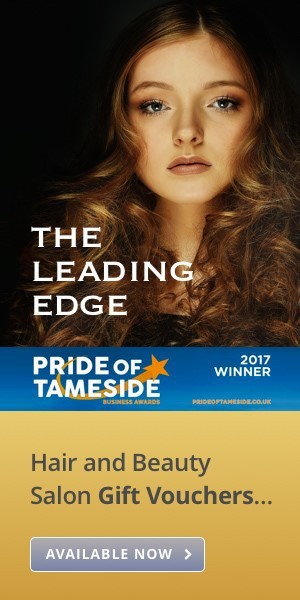 THE
LEADING
EDGE
PRIDE OF
TAMESIDE
BUSINESS AWARDS
2017
WINNER
PRIDEOFTAMESIDE.CO.UK
Hair and Beauty
Salon Gift Vouchers...
AVAILABLE NOW